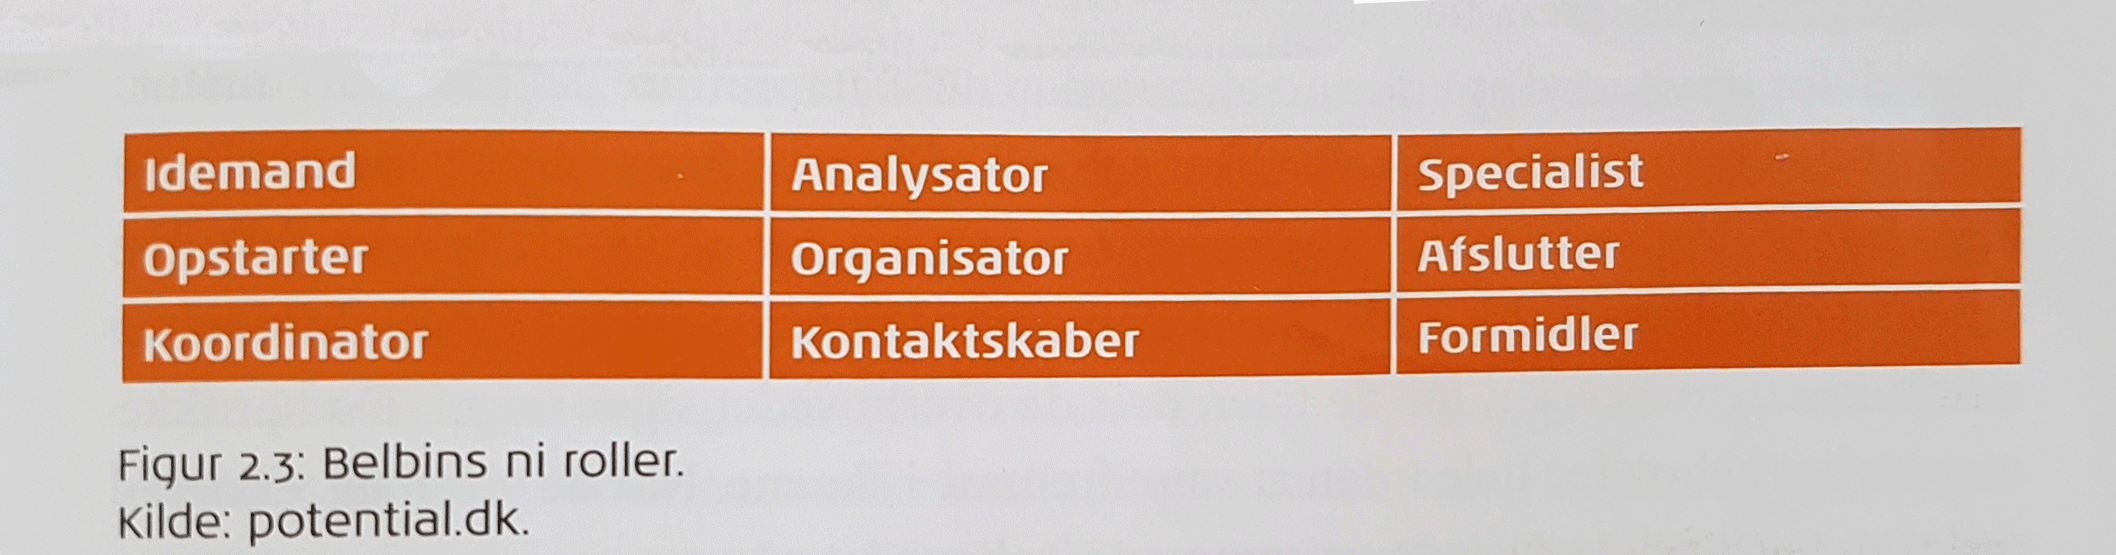 Idemand Analysator Specialist
Opstarter Organisator Afslutter
Koordinator Kontaktskaber Formidler
Figur 2.3: Belbins ni roller.
Kilde: potential.dk.